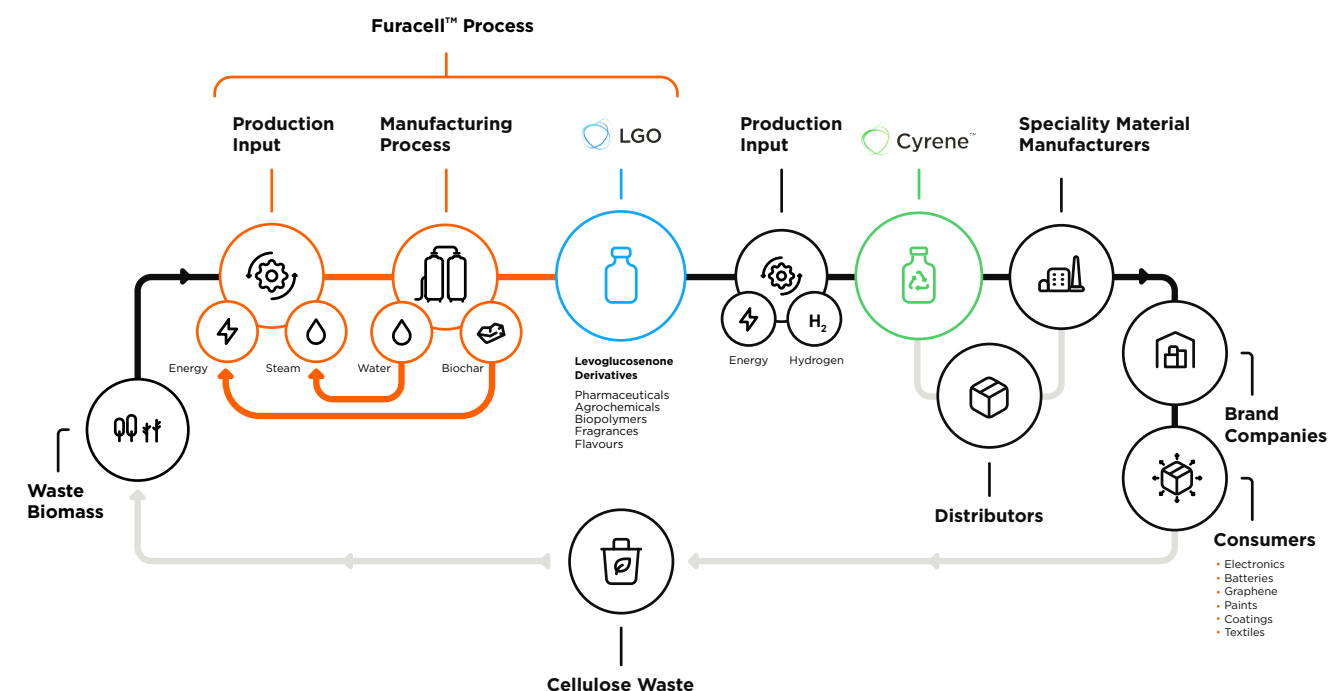 Furacell™ Process
Production
Input
Manufacturing
Process
LGO
Production
Input
Cyrene™
Speciality Material
Manufacturers
Energy
Steam
Water
Biochar
Levoglucosenone
Derivatives
Pharmaceuticals
Agrochemicals
Biopolymers
Fragrances
Flavours
Energy
H₂
Hydrogen
Brand
Companies
Waste
Biomass
Distributors
Consumers
• Electronics
• Batteries
• Graphene
• Paints
• Coatings
• Textiles
Cellulose Waste